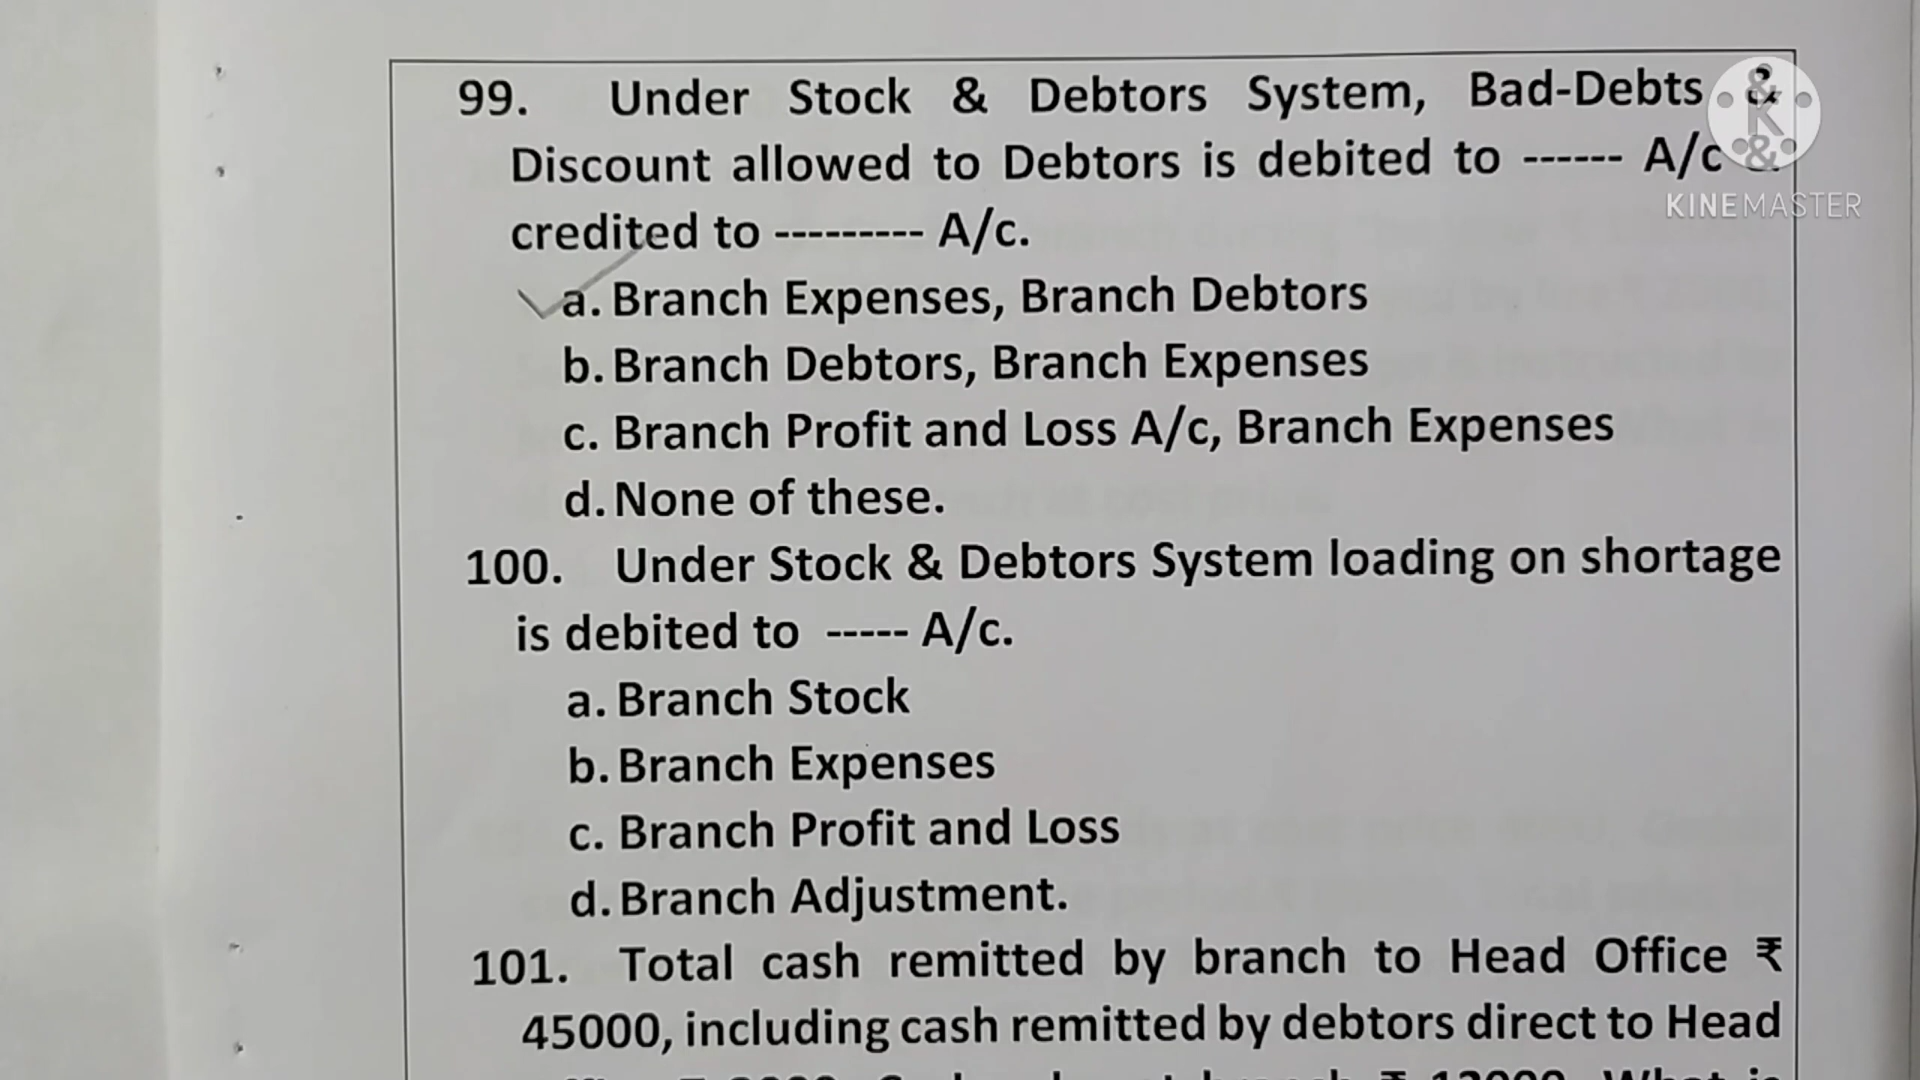 99. Under Stock & Debtors System, Bad-Debts &
Discount allowed to Debtors is debited to ------ A/c &
credited to --------- A/c.
a. Branch Expenses, Branch Debtors
b. Branch Debtors, Branch Expenses
c. Branch Profit and Loss A/c, Branch Expenses
d. None of these.
100. Under Stock & Debtors System loading on shortage
is debited to ----- A/c.
a. Branch Stock
b. Branch Expenses
c. Branch Profit and Loss
d. Branch Adjustment.
101. Total cash remitted by branch to Head Office ₹
45000, including cash remitted by debtors direct to Head
K
KINEMASTER